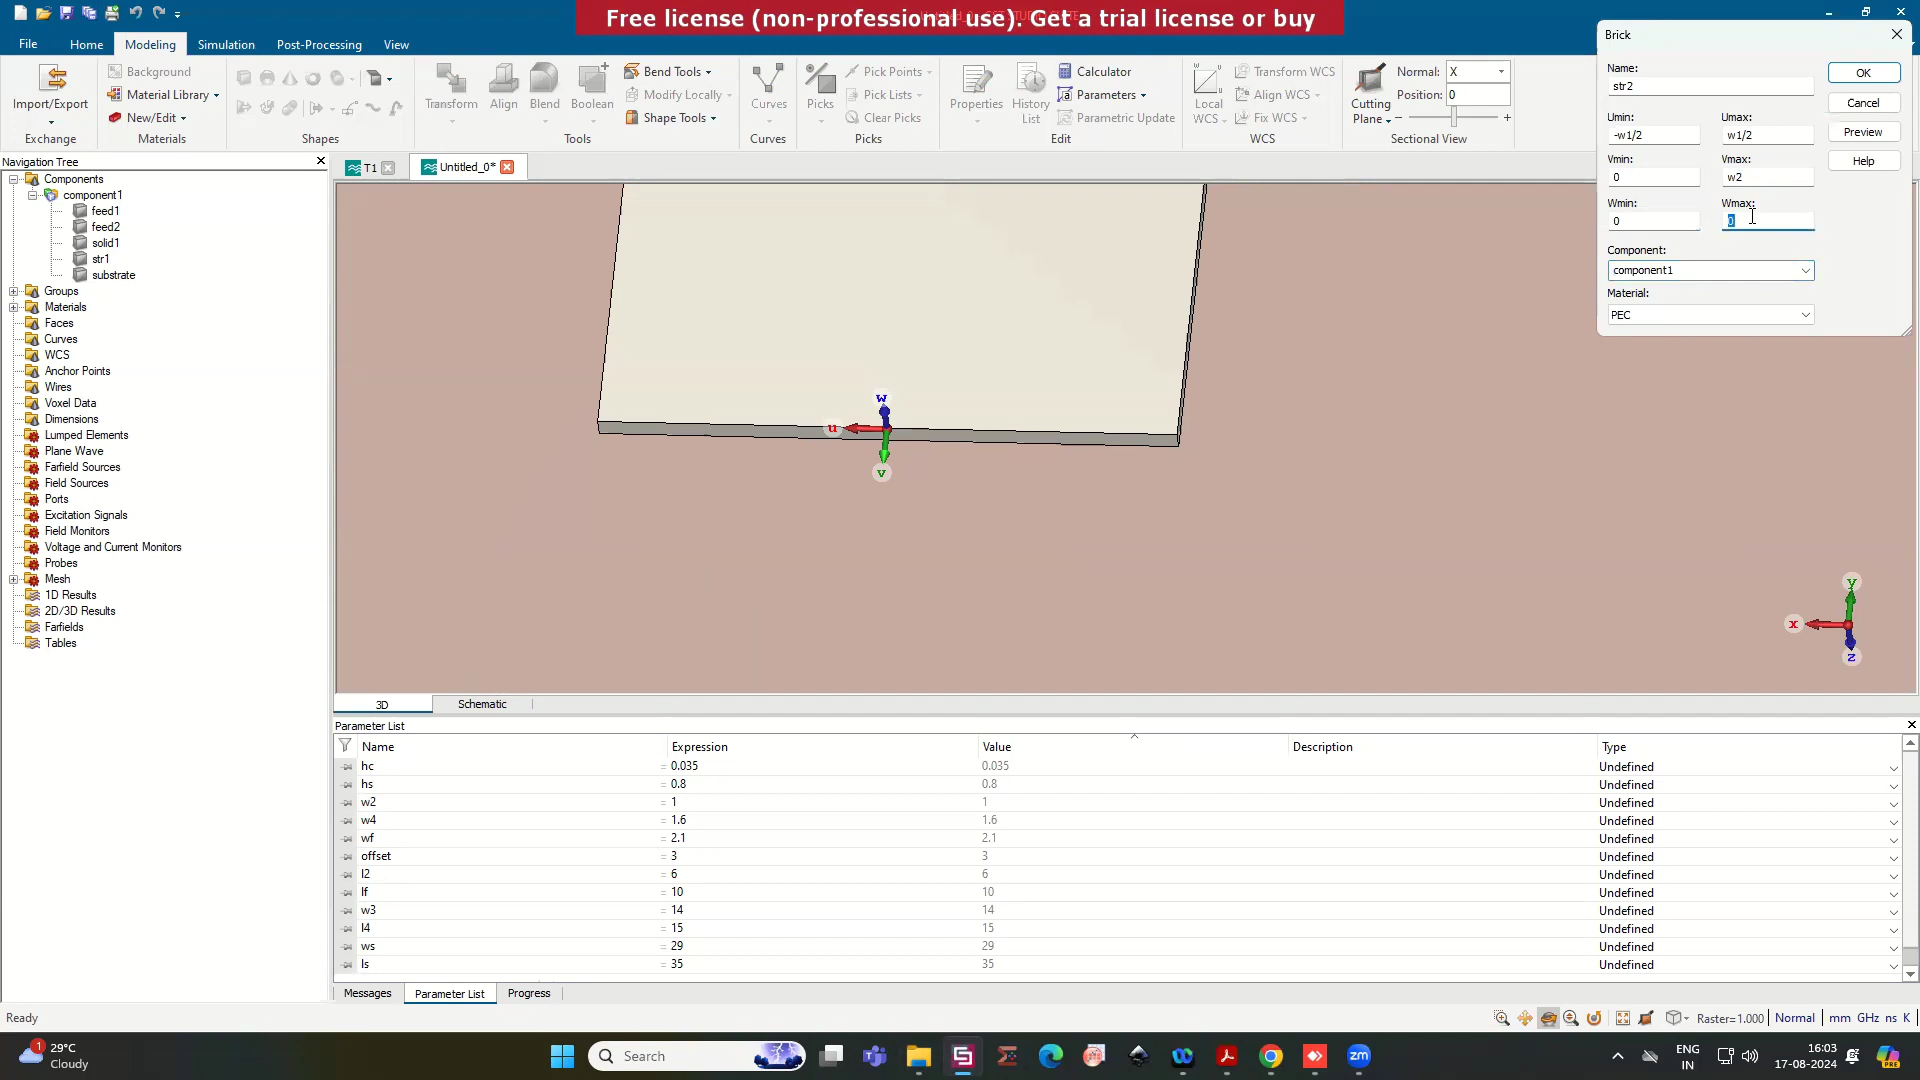 Free license (non-professional use). Get a trial license or buy
File
Home
Modeling
Simulation
Post-Processing
View
Import/Export
Exchange
Background
Material Library
New/Edit
Materials
Shapes
Transform
Align
Blend
Boolean
Bend Tools
Modify Locally
Shape Tools
Tools
Curves
Curves
Picks
Pick Points
Pick Lists
Clear Picks
Picks
Properties
History List
Calculator
Parameters
Parametric Update
Edit
Local WCS
Transform WCS
Align WCS
Fix WCS
WCS
Cutting Plane
Normal: X
Position: 0
Sectional View
Brick
Name:
str2
OK
Cancel
Preview
Help
Umin: Umax:
-w1/2 w1/2
Vmin: Vmax:
0 w2
Wmin: Wmax:
0 0
Component:
component1
Material:
PEC
Navigation Tree
T1
Untitled_0*
Components
component1
feed1
feed2
solid1
str1
substrate
Groups
Materials
Faces
Curves
WCS
Anchor Points
Wires
Voxel Data
Dimensions
Lumped Elements
Plane Wave
Farfield Sources
Field Sources
Ports
Excitation Signals
Field Monitors
Voltage and Current Monitors
Probes
Mesh
1D Results
2D/3D Results
Farfields
Tables
w
u
v
y
x
z
3D
Schematic
Parameter List
Name Expression Value Description Type
hc = 0.035 0.035 Undefined
hs = 0.8 0.8 Undefined
w2 = 1 1 Undefined
w4 = 1.6 1.6 Undefined
wf = 2.1 2.1 Undefined
offset = 3 3 Undefined
l2 = 6 6 Undefined
lf = 10 10 Undefined
w3 = 14 14 Undefined
l4 = 15 15 Undefined
ws = 29 29 Undefined
ls = 35 35 Undefined
Messages
Parameter List
Progress
Ready
Raster=1.000
Normal
mm GHz ns K
1
29°C
Cloudy
Search
zm
ENG
IN
16:03
17-08-2024
PRE